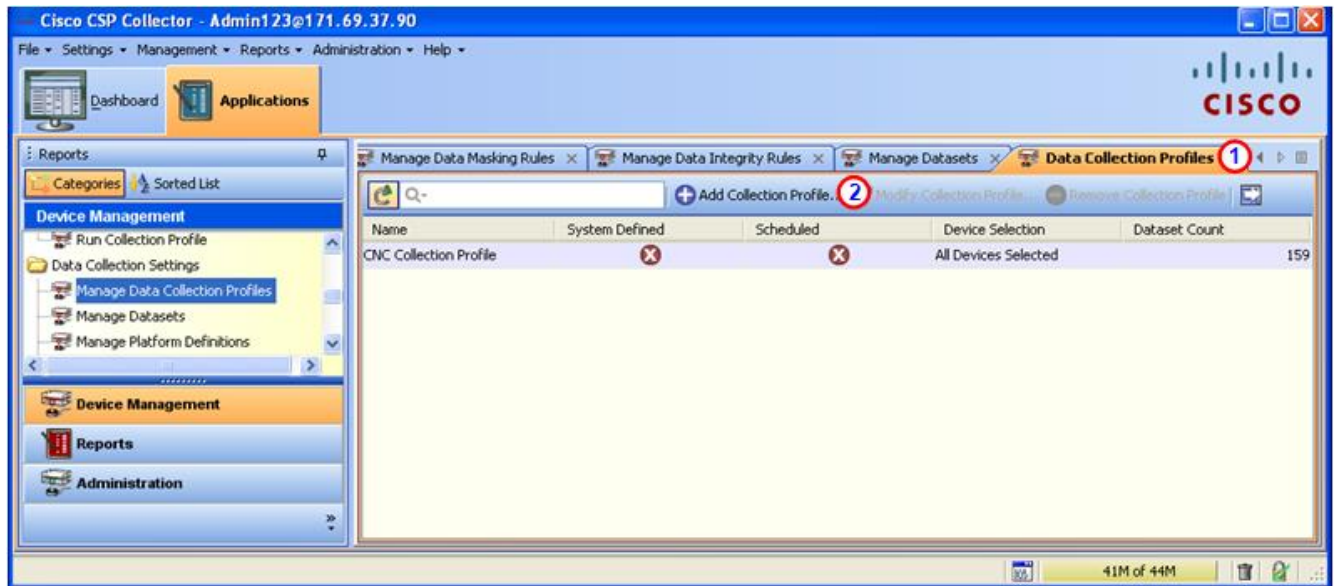 Cisco CSP Collector - Admin123@171.69.37.90
File Settings Management Reports Administration Help
Dashboard Applications
CISCO
Reports
Categories Sorted List
Device Management
Run Collection Profile
Data Collection Settings
Manage Data Collection Profiles
Manage Datasets
Manage Platform Definitions
Device Management
Reports
Administration
Manage Data Masking Rules Manage Data Integrity Rules Manage Datasets Data Collection Profiles 1
Add Collection Profile... 2 Modify Collection Profile... Remove Collection Profile
Name System Defined Scheduled Device Selection Dataset Count
CNC Collection Profile All Devices Selected 159
41M of 44M